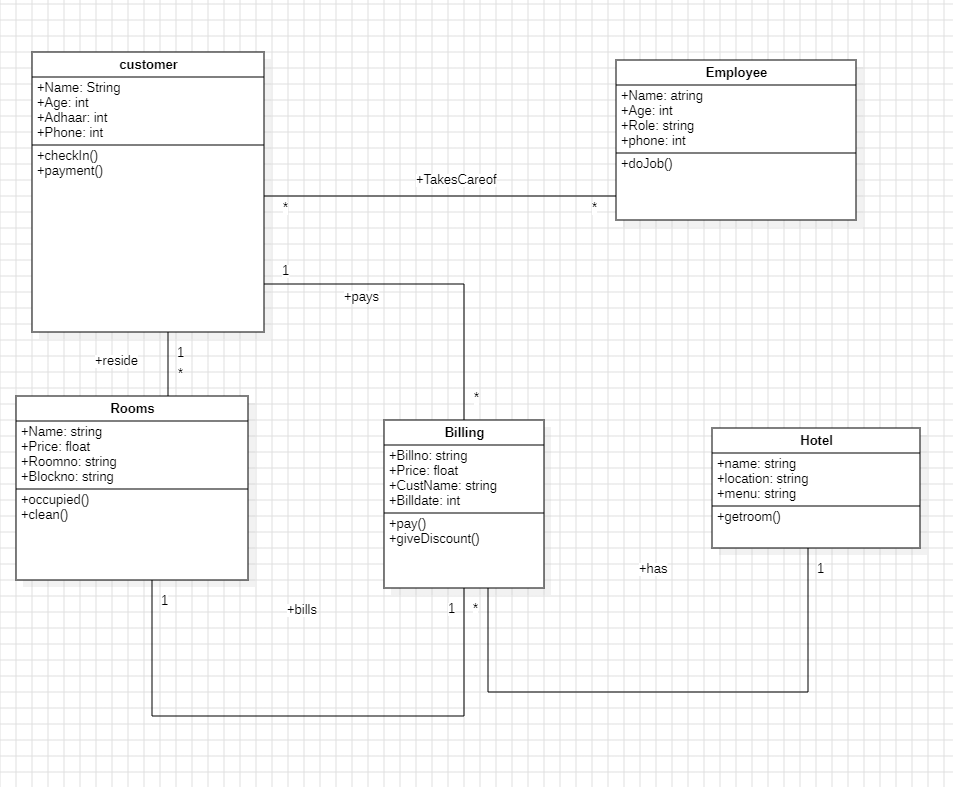 customer
+Name: String
+Age: int
+Adhaar: int
+Phone: int
+checkIn()
+payment()
Employee
+Name: atring
+Age: int
+Role: string
+phone: int
+doJob()
+TakesCareof
*
*
1
+pays
*
+reside
1
*
Rooms
+Name: string
+Price: float
+Roomno: string
+Blockno: string
+occupied()
+clean()
Billing
+Billno: string
+Price: float
+CustName: string
+Billdate: int
+pay()
+giveDiscount()
Hotel
+name: string
+location: string
+menu: string
+getroom()
+has
1
1
+bills
1
*